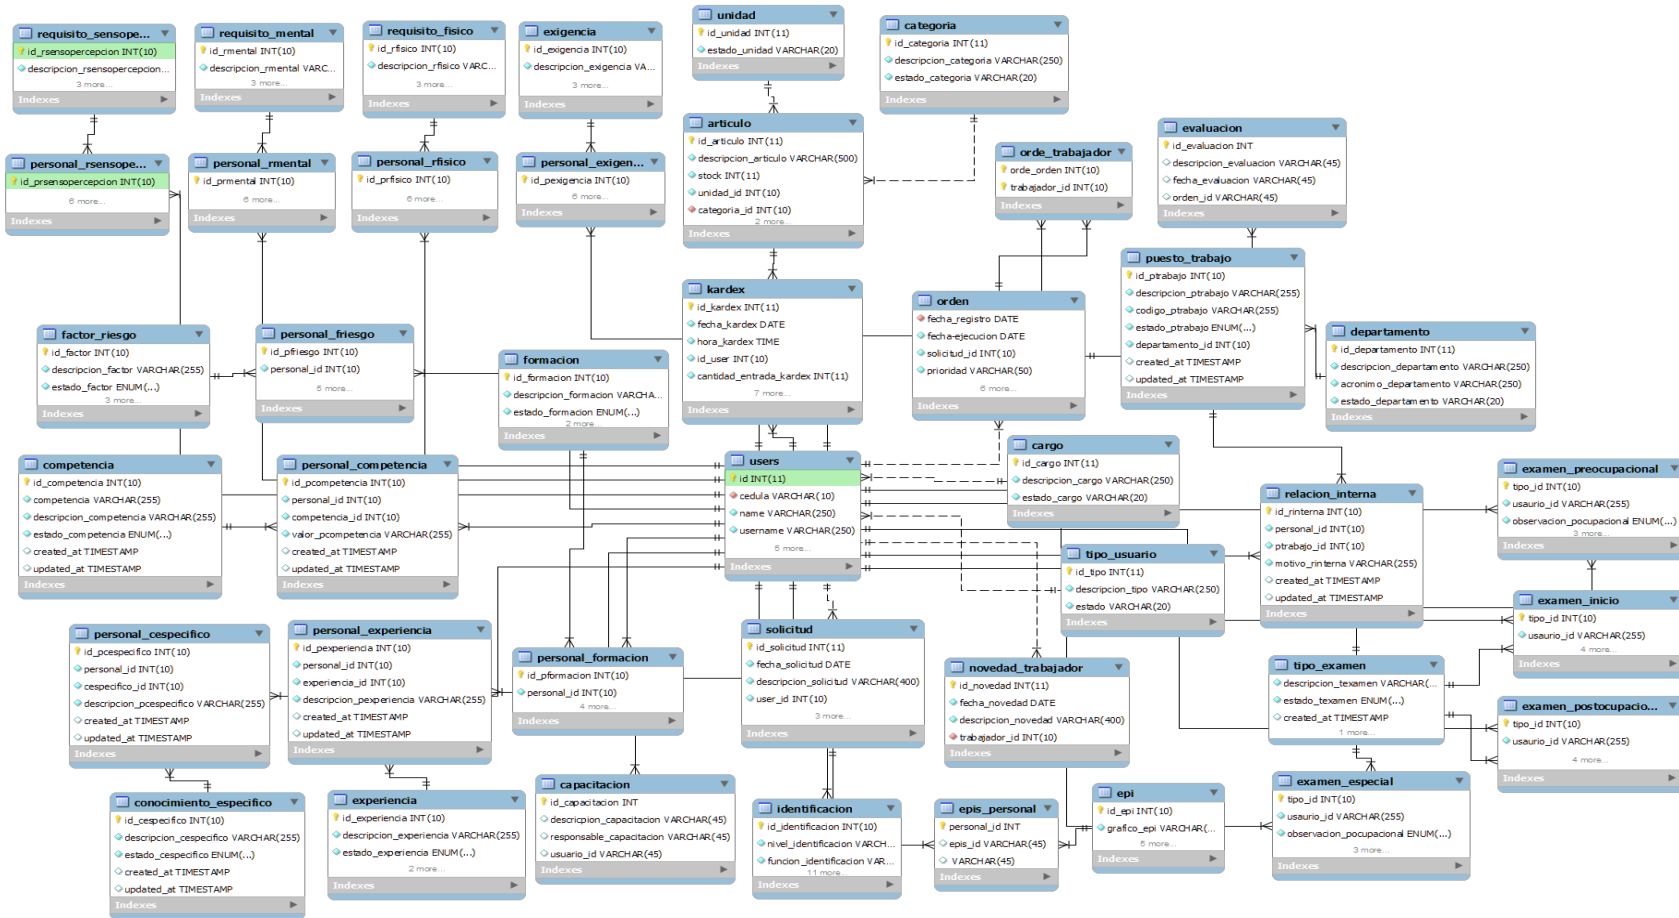 requisito_sensope...
id_rsensopercepcion INT(10)
descripcion_rsensopercepcion...
3 more...
Indexes
requisito_mental
id_rmental INT(10)
descripcion_rmental VARC...
3 more...
Indexes
requisito_fisico
id_rfisico INT(10)
descripcion_rfisico VARC...
3 more...
Indexes
exigencia
id_exigencia INT(10)
descripcion_exigencia VA...
3 more...
Indexes
unidad
id_unidad INT(11)
estado_unidad VARCHAR(20)
Indexes
categoria
id_categoria INT(11)
descripcion_categoria VARCHAR(250)
estado_categoria VARCHAR(20)
Indexes
personal_rsensope...
id_prsensopercepcion INT(10)
6 more...
Indexes
personal_rmental
id_prmental INT(10)
6 more...
Indexes
personal_rfisico
id_prfisico INT(10)
6 more...
Indexes
personal_exigen...
id_pexigencia INT(10)
6 more...
Indexes
articulo
id_articulo INT(11)
descripcion_articulo VARCHAR(500)
stock INT(11)
unidad_id INT(10)
categoria_id INT(10)
2 more...
Indexes
orde_trabajador
orde_orden INT(10)
trabajador_id INT(10)
Indexes
evaluacion
id_evaluacion INT
descripcion_evaluacion VARCHAR(45)
fecha_evaluacion VARCHAR(45)
orden_id VARCHAR(45)
Indexes
factor_riesgo
id_factor INT(10)
descripcion_factor VARCHAR(255)
estado_factor ENUM(...)
3 more...
Indexes
personal_friesgo
id_pfriesgo INT(10)
personal_id INT(10)
5 more...
Indexes
formacion
id_formacion INT(10)
descripcion_formacion VARCHA...
estado_formacion ENUM(...)
2 more...
Indexes
kardex
id_kardex INT(11)
fecha_kardex DATE
hora_kardex TIME
id_user INT(10)
cantidad_entrada_kardex INT(11)
7 more...
Indexes
orden
fecha_registro DATE
fecha-ejecucion DATE
solicitud_id INT(10)
prioridad VARCHAR(50)
6 more...
Indexes
puesto_trabajo
id_ptrabajo INT(10)
descripcion_ptrabajo VARCHAR(255)
codigo_ptrabajo VARCHAR(255)
estado_ptrabajo ENUM(...)
departamento_id INT(10)
created_at TIMESTAMP
updated_at TIMESTAMP
Indexes
departamento
id_departamento INT(11)
descripcion_departamento VARCHAR(250)
acronimo_departamento VARCHAR(250)
estado_departamento VARCHAR(20)
Indexes
competencia
id_competencia INT(10)
competencia VARCHAR(255)
descripcion_competencia VARCHAR(255)
estado_competencia ENUM(...)
created_at TIMESTAMP
updated_at TIMESTAMP
Indexes
personal_competencia
id_pcompetencia INT(10)
personal_id INT(10)
competencia_id INT(10)
valor_pcompetencia VARCHAR(255)
created_at TIMESTAMP
updated_at TIMESTAMP
Indexes
users
id INT(11)
cedula VARCHAR(10)
name VARCHAR(250)
username VARCHAR(250)
5 more...
Indexes
cargo
id_cargo INT(11)
descripcion_cargo VARCHAR(250)
estado_cargo VARCHAR(20)
Indexes
tipo_usuario
id_tipo INT(11)
descripcion_tipo VARCHAR(250)
estado VARCHAR(20)
Indexes
relacion_interna
id_rinterna INT(10)
personal_id INT(10)
ptrabajo_id INT(10)
motivo_rinterna VARCHAR(255)
created_at TIMESTAMP
updated_at TIMESTAMP
Indexes
examen_preocupacional
tipo_id INT(10)
usaurio_id VARCHAR(255)
observacion_pocupacional ENUM(...)
3 more...
Indexes
examen_inicio
tipo_id INT(10)
usaurio_id VARCHAR(255)
4 more...
Indexes
personal_cespecifico
id_pcespecifico INT(10)
personal_id INT(10)
cespecifico_id INT(10)
descripcion_pcespecifico VARCHAR(255)
created_at TIMESTAMP
updated_at TIMESTAMP
Indexes
personal_experiencia
id_pexperiencia INT(10)
personal_id INT(10)
experiencia_id INT(10)
descripcion_pexperiencia VARCHAR(255)
created_at TIMESTAMP
updated_at TIMESTAMP
Indexes
personal_formacion
id_pformacion INT(10)
personal_id INT(10)
4 more...
Indexes
solicitud
id_solicitud INT(11)
fecha_solicitud DATE
descripcion_solicitud VARCHAR(400)
user_id INT(10)
3 more...
Indexes
novedad_trabajador
id_novedad INT(11)
fecha_novedad DATE
descripcion_novedad VARCHAR(400)
trabajador_id INT(10)
Indexes
tipo_examen
descripcion_texamen VARCHAR(...
estado_texamen ENUM(...)
created_at TIMESTAMP
1 more...
Indexes
examen_postocupacio...
tipo_id INT(10)
usaurio_id VARCHAR(255)
4 more...
Indexes
conocimiento_especifico
id_cespecifico INT(10)
descripcion_cespecifico VARCHAR(255)
estado_cespecifico ENUM(...)
created_at TIMESTAMP
updated_at TIMESTAMP
Indexes
experiencia
id_experiencia INT(10)
descripcion_experiencia VARCHAR(255)
estado_experiencia ENUM(...)
2 more...
Indexes
capacitacion
id_capacitacion INT
descricpion_capacitacion VARCHAR(45)
responsable_capacitacion VARCHAR(45)
usuario_id VARCHAR(45)
Indexes
identificacion
id_identificacion INT(10)
nivel_identificacion VARCH...
funcion_identificacion VAR...
11 more...
Indexes
epis_personal
personal_id INT
epis_id VARCHAR(45)
VARCHAR(45)
Indexes
epi
id_epi INT(10)
grafico_epi VARCHAR(...
5 more...
Indexes
examen_especial
tipo_id INT(10)
usaurio_id VARCHAR(255)
observacion_pocupacional ENUM(...)
3 more...
Indexes